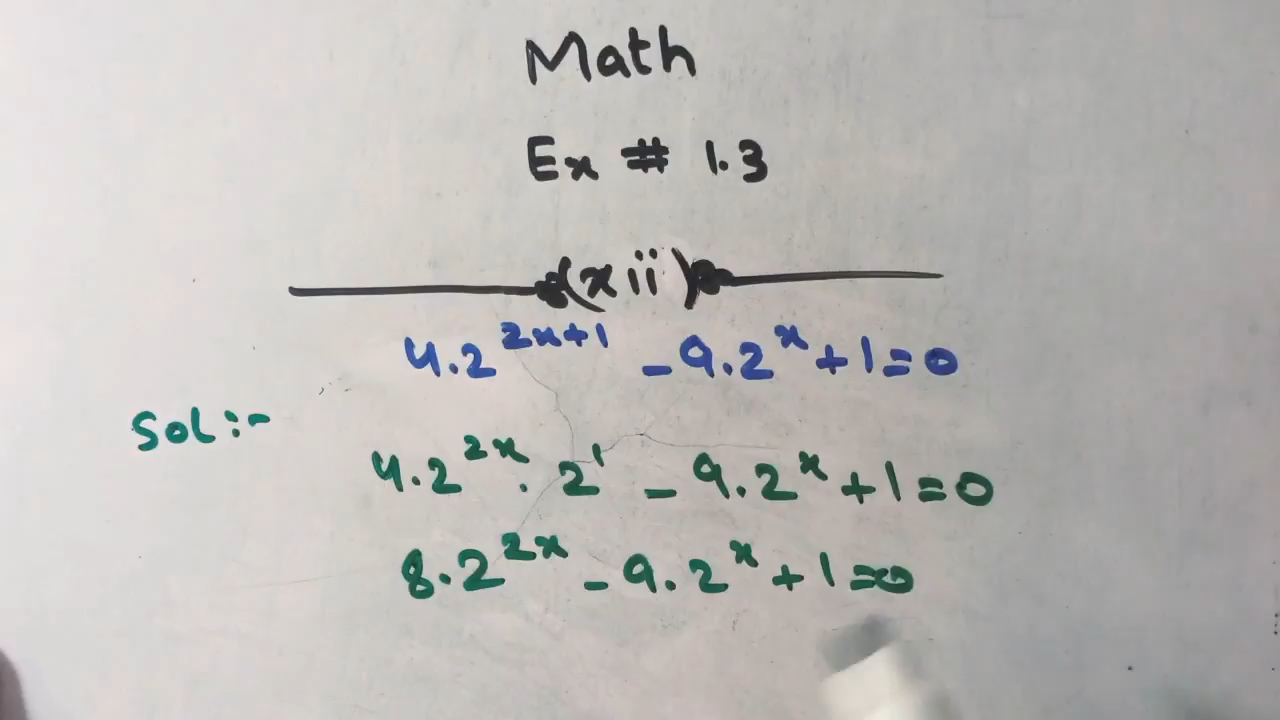 Math
Ex # 1.3
(xii)
4.2^{2x+1} - 9.2^x + 1 = 0
Sol:-
4.2^{2x} . 2^1 - 9.2^x + 1 = 0
8.2^{2x} - 9.2^x + 1 = 0